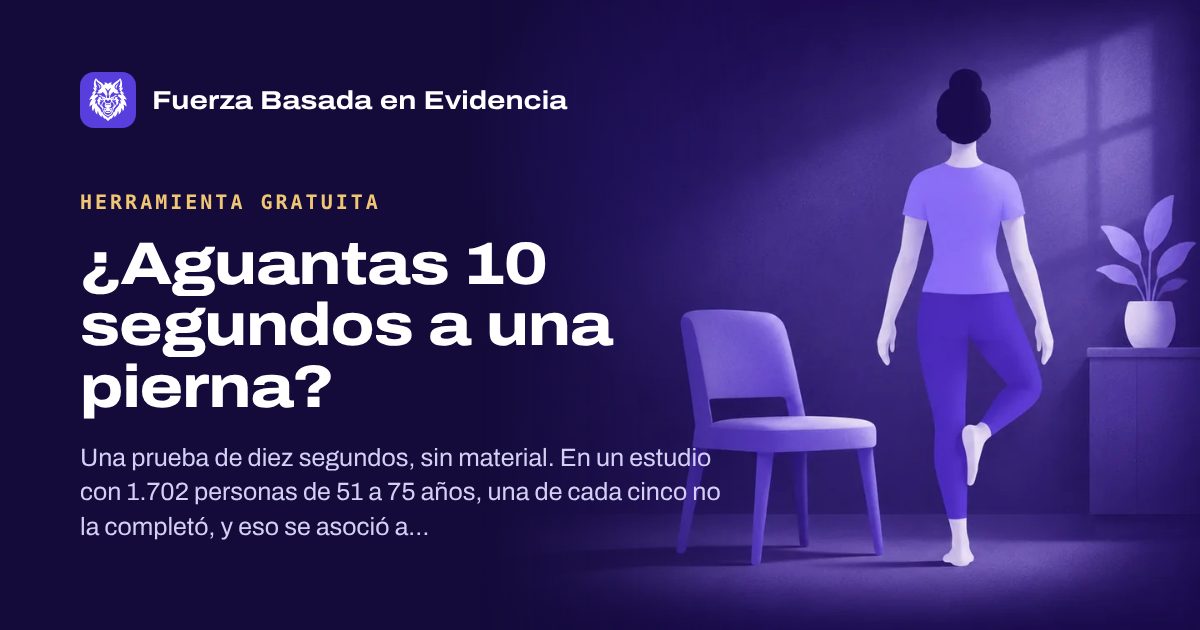 Fuerza Basada en Evidencia
HERRAMIENTA GRATUITA
¿Aguantas 10
segundos a una
pierna?
Una prueba de diez segundos, sin material. En un estudio
con 1.702 personas de 51 a 75 años, una de cada cinco no
la completó, y eso se asoció a...